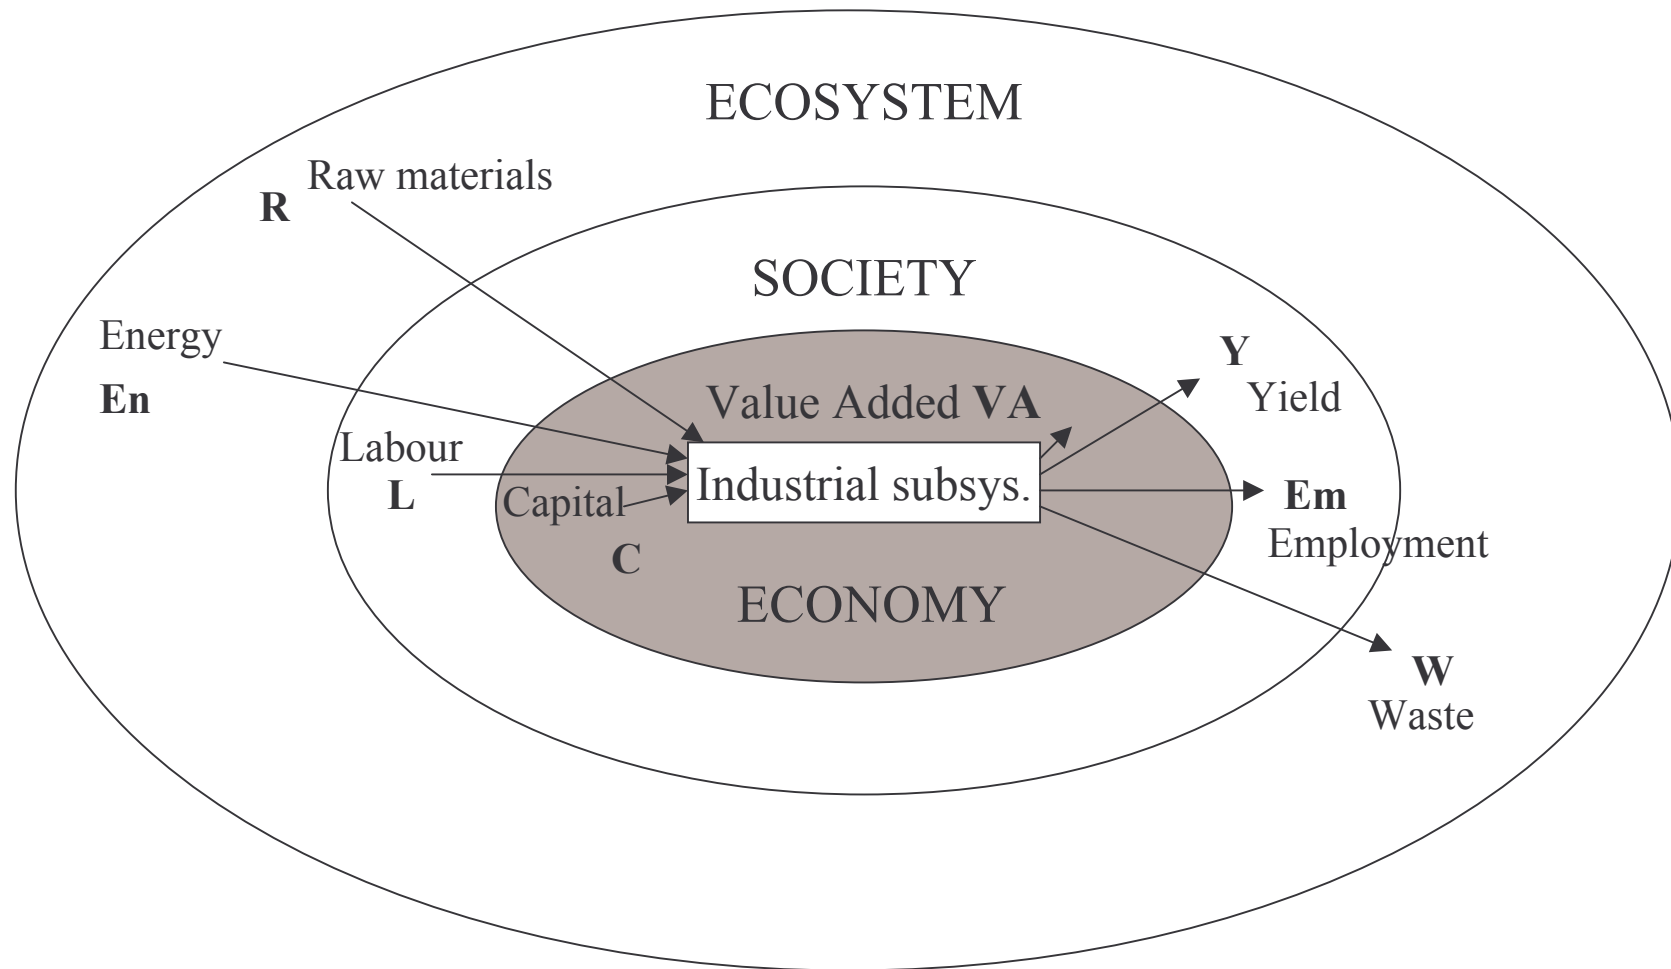 ECOSYSTEM
Raw materials
R
SOCIETY
Energy
En
Y
Yield
Value Added VA
Labour
L
Capital
C
Industrial subsys.
Em
Employment
ECONOMY
W
Waste